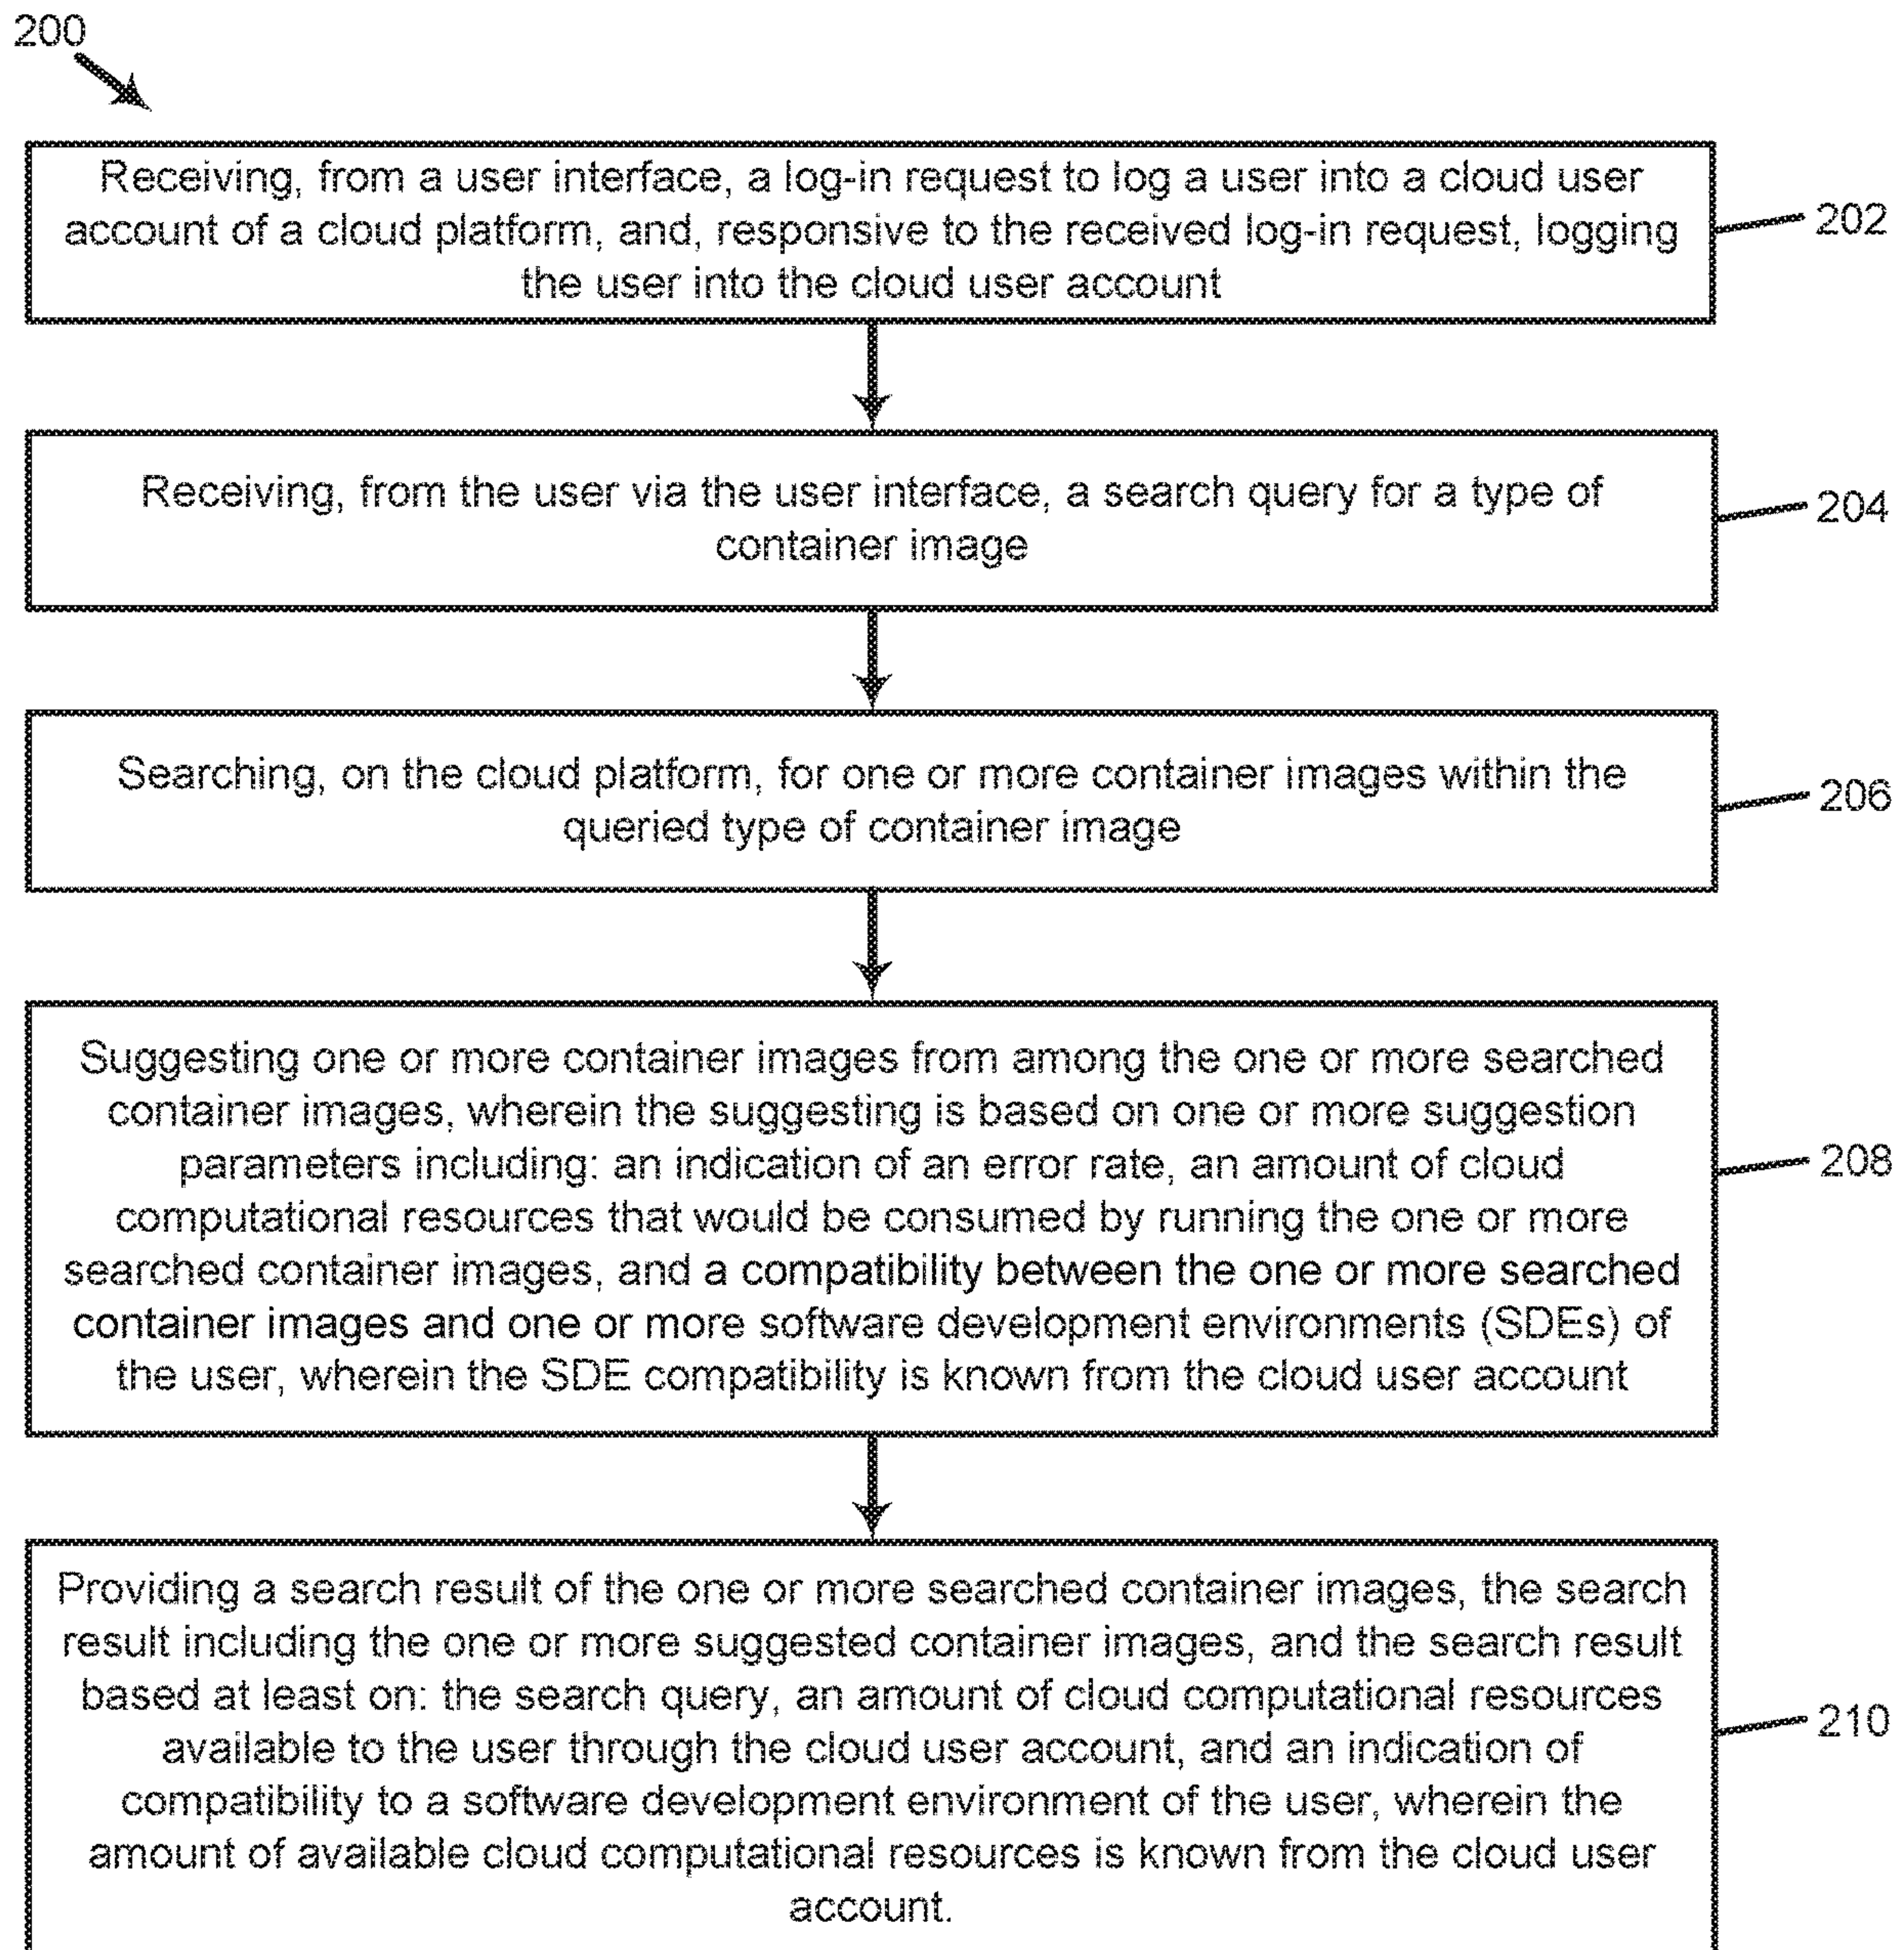 200
Receiving, from a user interface, a log-in request to log a user into a cloud user
account of a cloud platform, and, responsive to the received log-in request, logging
the user into the cloud user account
202
Receiving, from the user via the user interface, a search query for a type of
container image
204
Searching, on the cloud platform, for one or more container images within the
queried type of container image
206
Suggesting one or more container images from among the one or more searched
container images, wherein the suggesting is based on one or more suggestion
parameters including: an indication of an error rate, an amount of cloud
computational resources that would be consumed by running the one or more
searched container images, and a compatibility between the one or more searched
container images and one or more software development environments (SDEs) of
the user, wherein the SDE compatibility is known from the cloud user account
208
Providing a search result of the one or more searched container images, the search
result including the one or more suggested container images, and the search result
based at least on: the search query, an amount of cloud computational resources
available to the user through the cloud user account, and an indication of
compatibility to a software development environment of the user, wherein the
amount of available cloud computational resources is known from the cloud user
account.
210